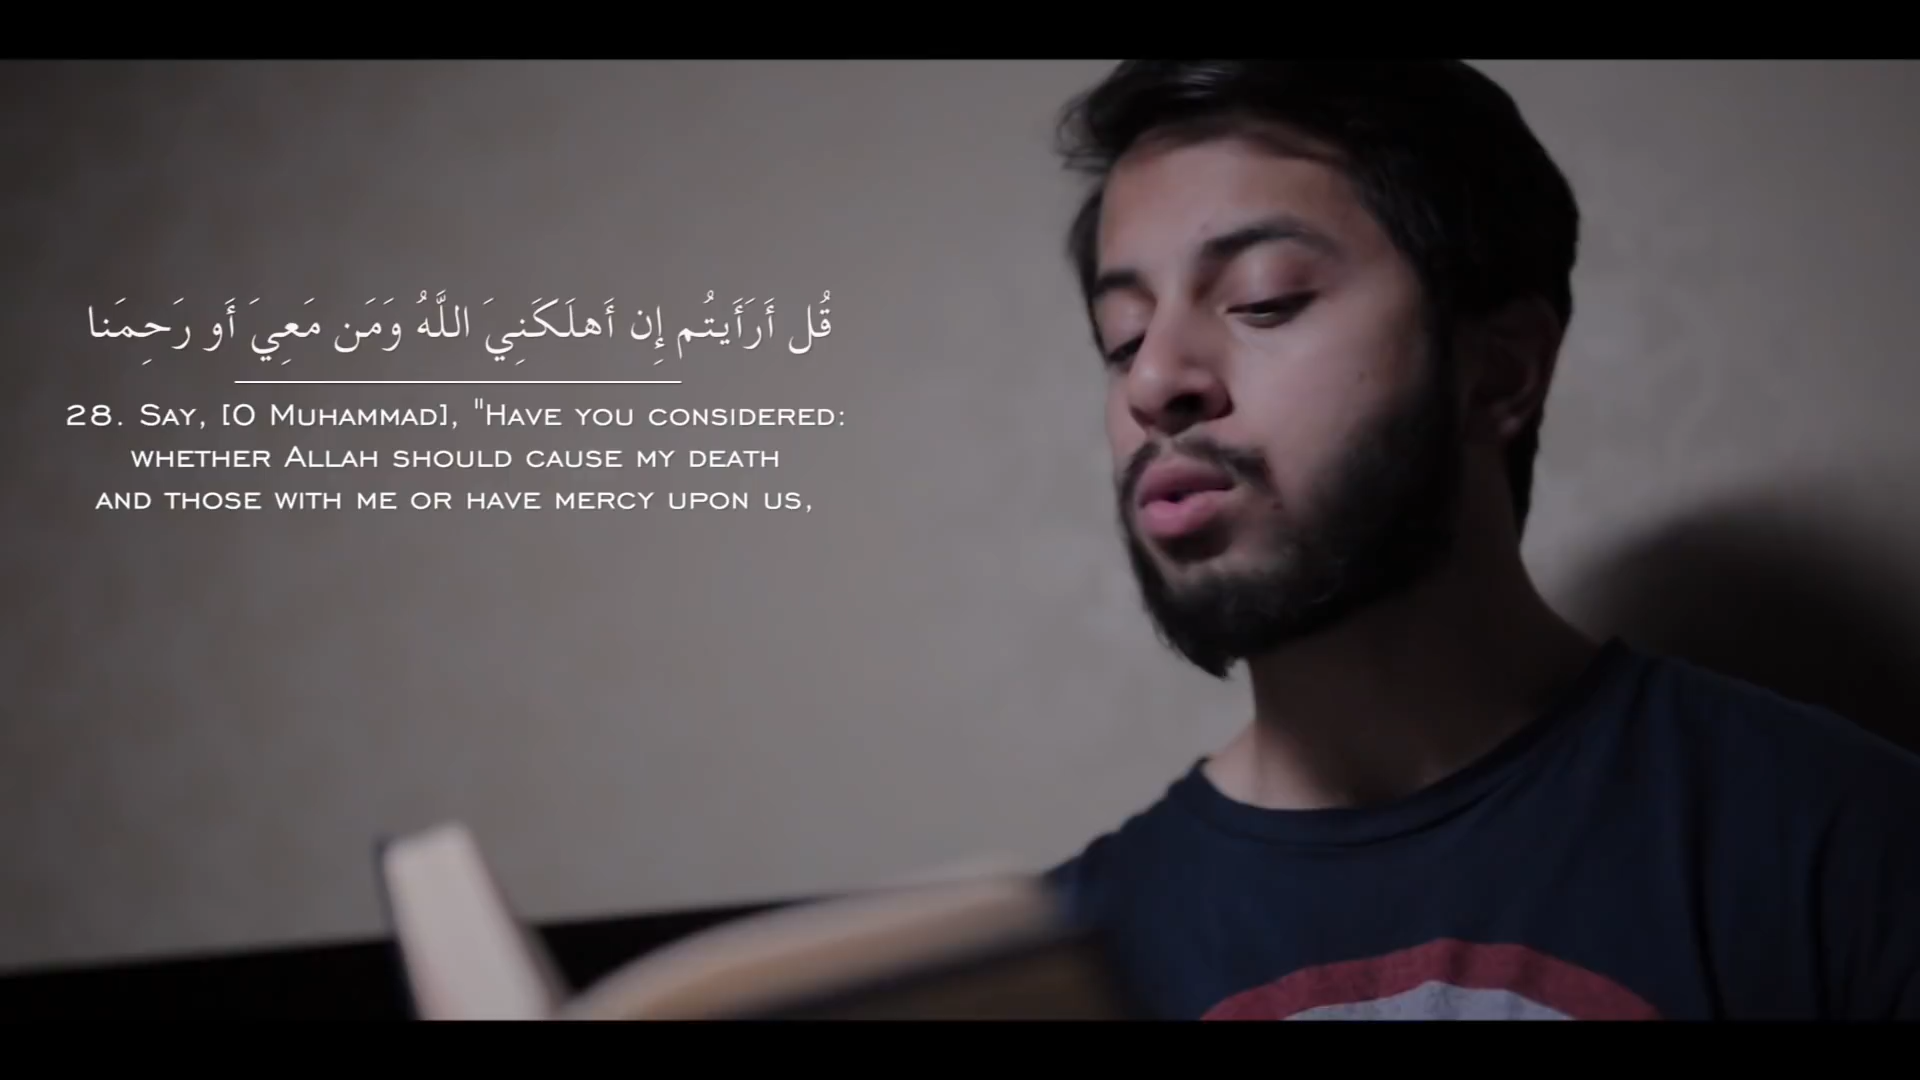 قُل أَرَأَيتُم إِن أَهلَكَنِيَ اللَّهُ وَمَن مَعِيَ أَو رَحِمَنا
28. Say, [O Muhammad], "Have you considered:
whether Allah should cause my death
and those with me or have mercy upon us,